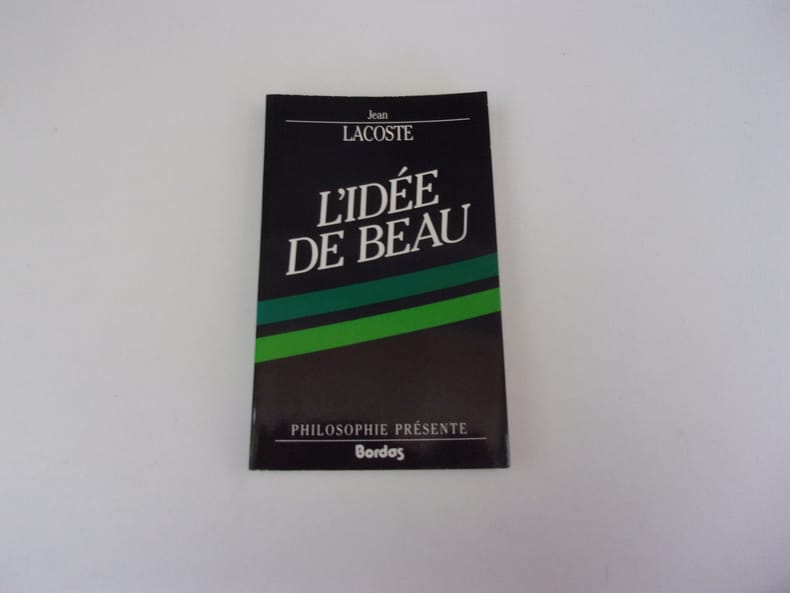 Jean
LACOSTE
L'IDÉE
DE BEAU
PHILOSOPHIE PRÉSENTE
Bordas